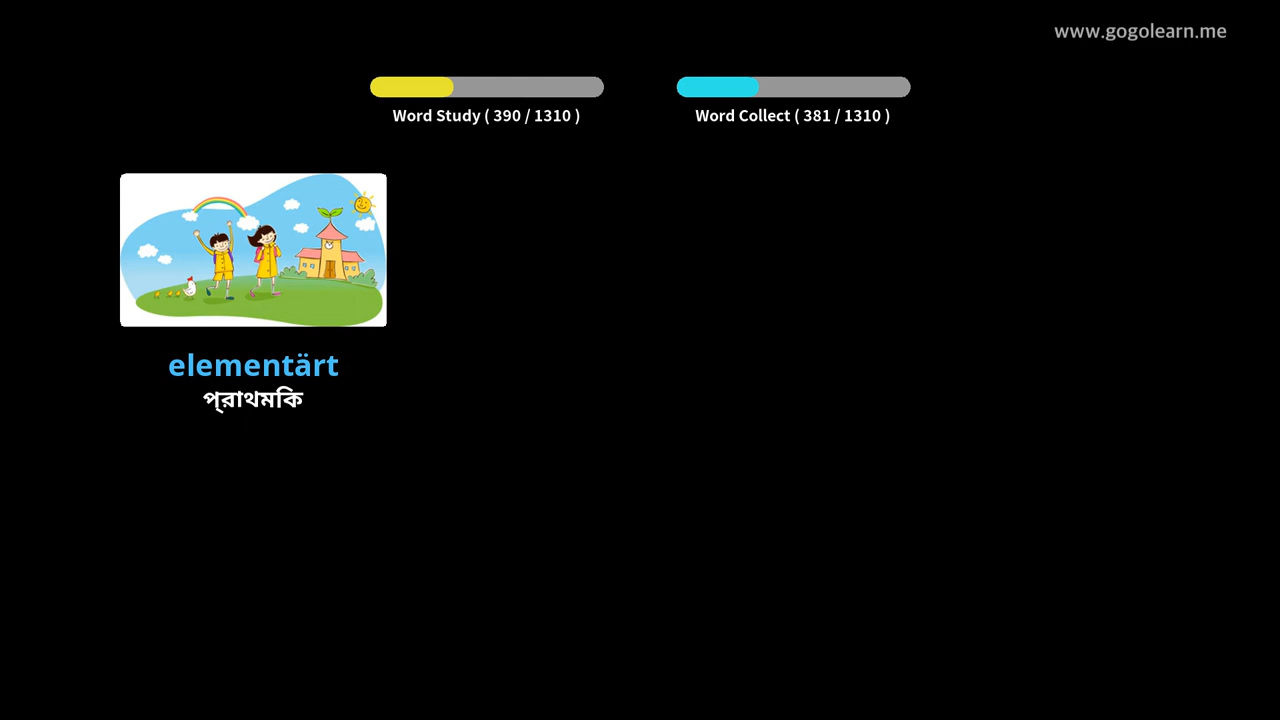 www.gogolearn.me
Word Study ( 390 / 1310 )
Word Collect ( 381 / 1310 )
elementärt
প্রাথমিক